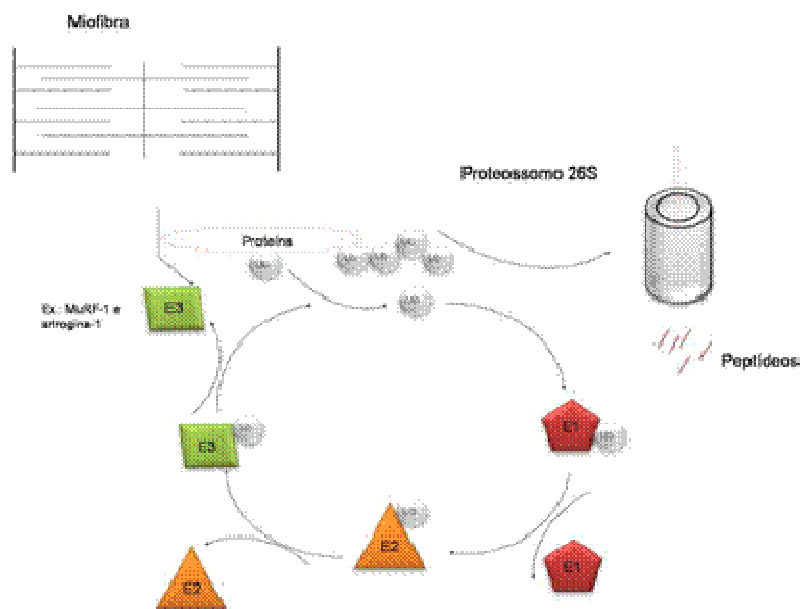 Miofibra
Proteossomo 26S
Proteína
E3
Ex.: MuRF-1 e
atrogina-1
Peptídeos
E1
E3
E2
E1
E2